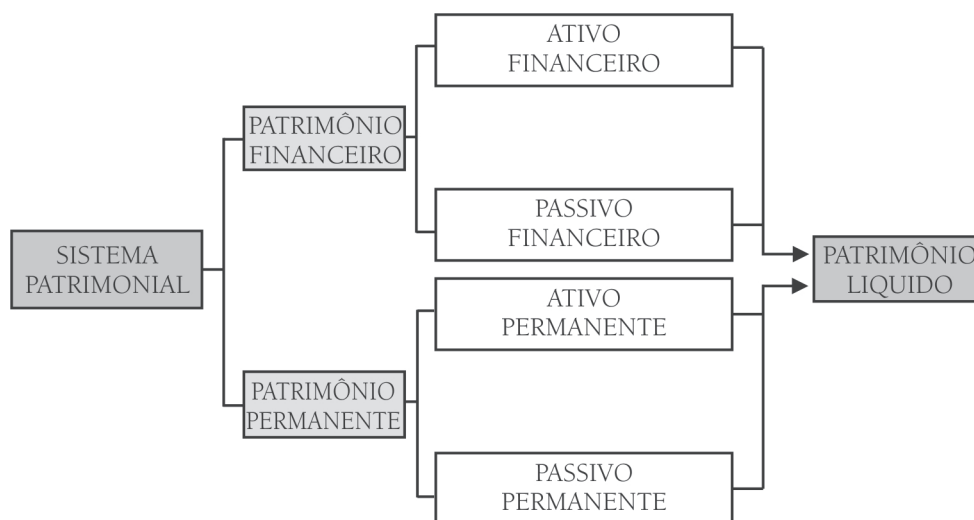 ATIVO
FINANCEIRO
PATRIMÔNIO
FINANCEIRO
PASSIVO
FINANCEIRO
SISTEMA
PATRIMONIAL
PATRIMÔNIO
LIQUIDO
ATIVO
PERMANENTE
PATRIMÔNIO
PERMANENTE
PASSIVO
PERMANENTE